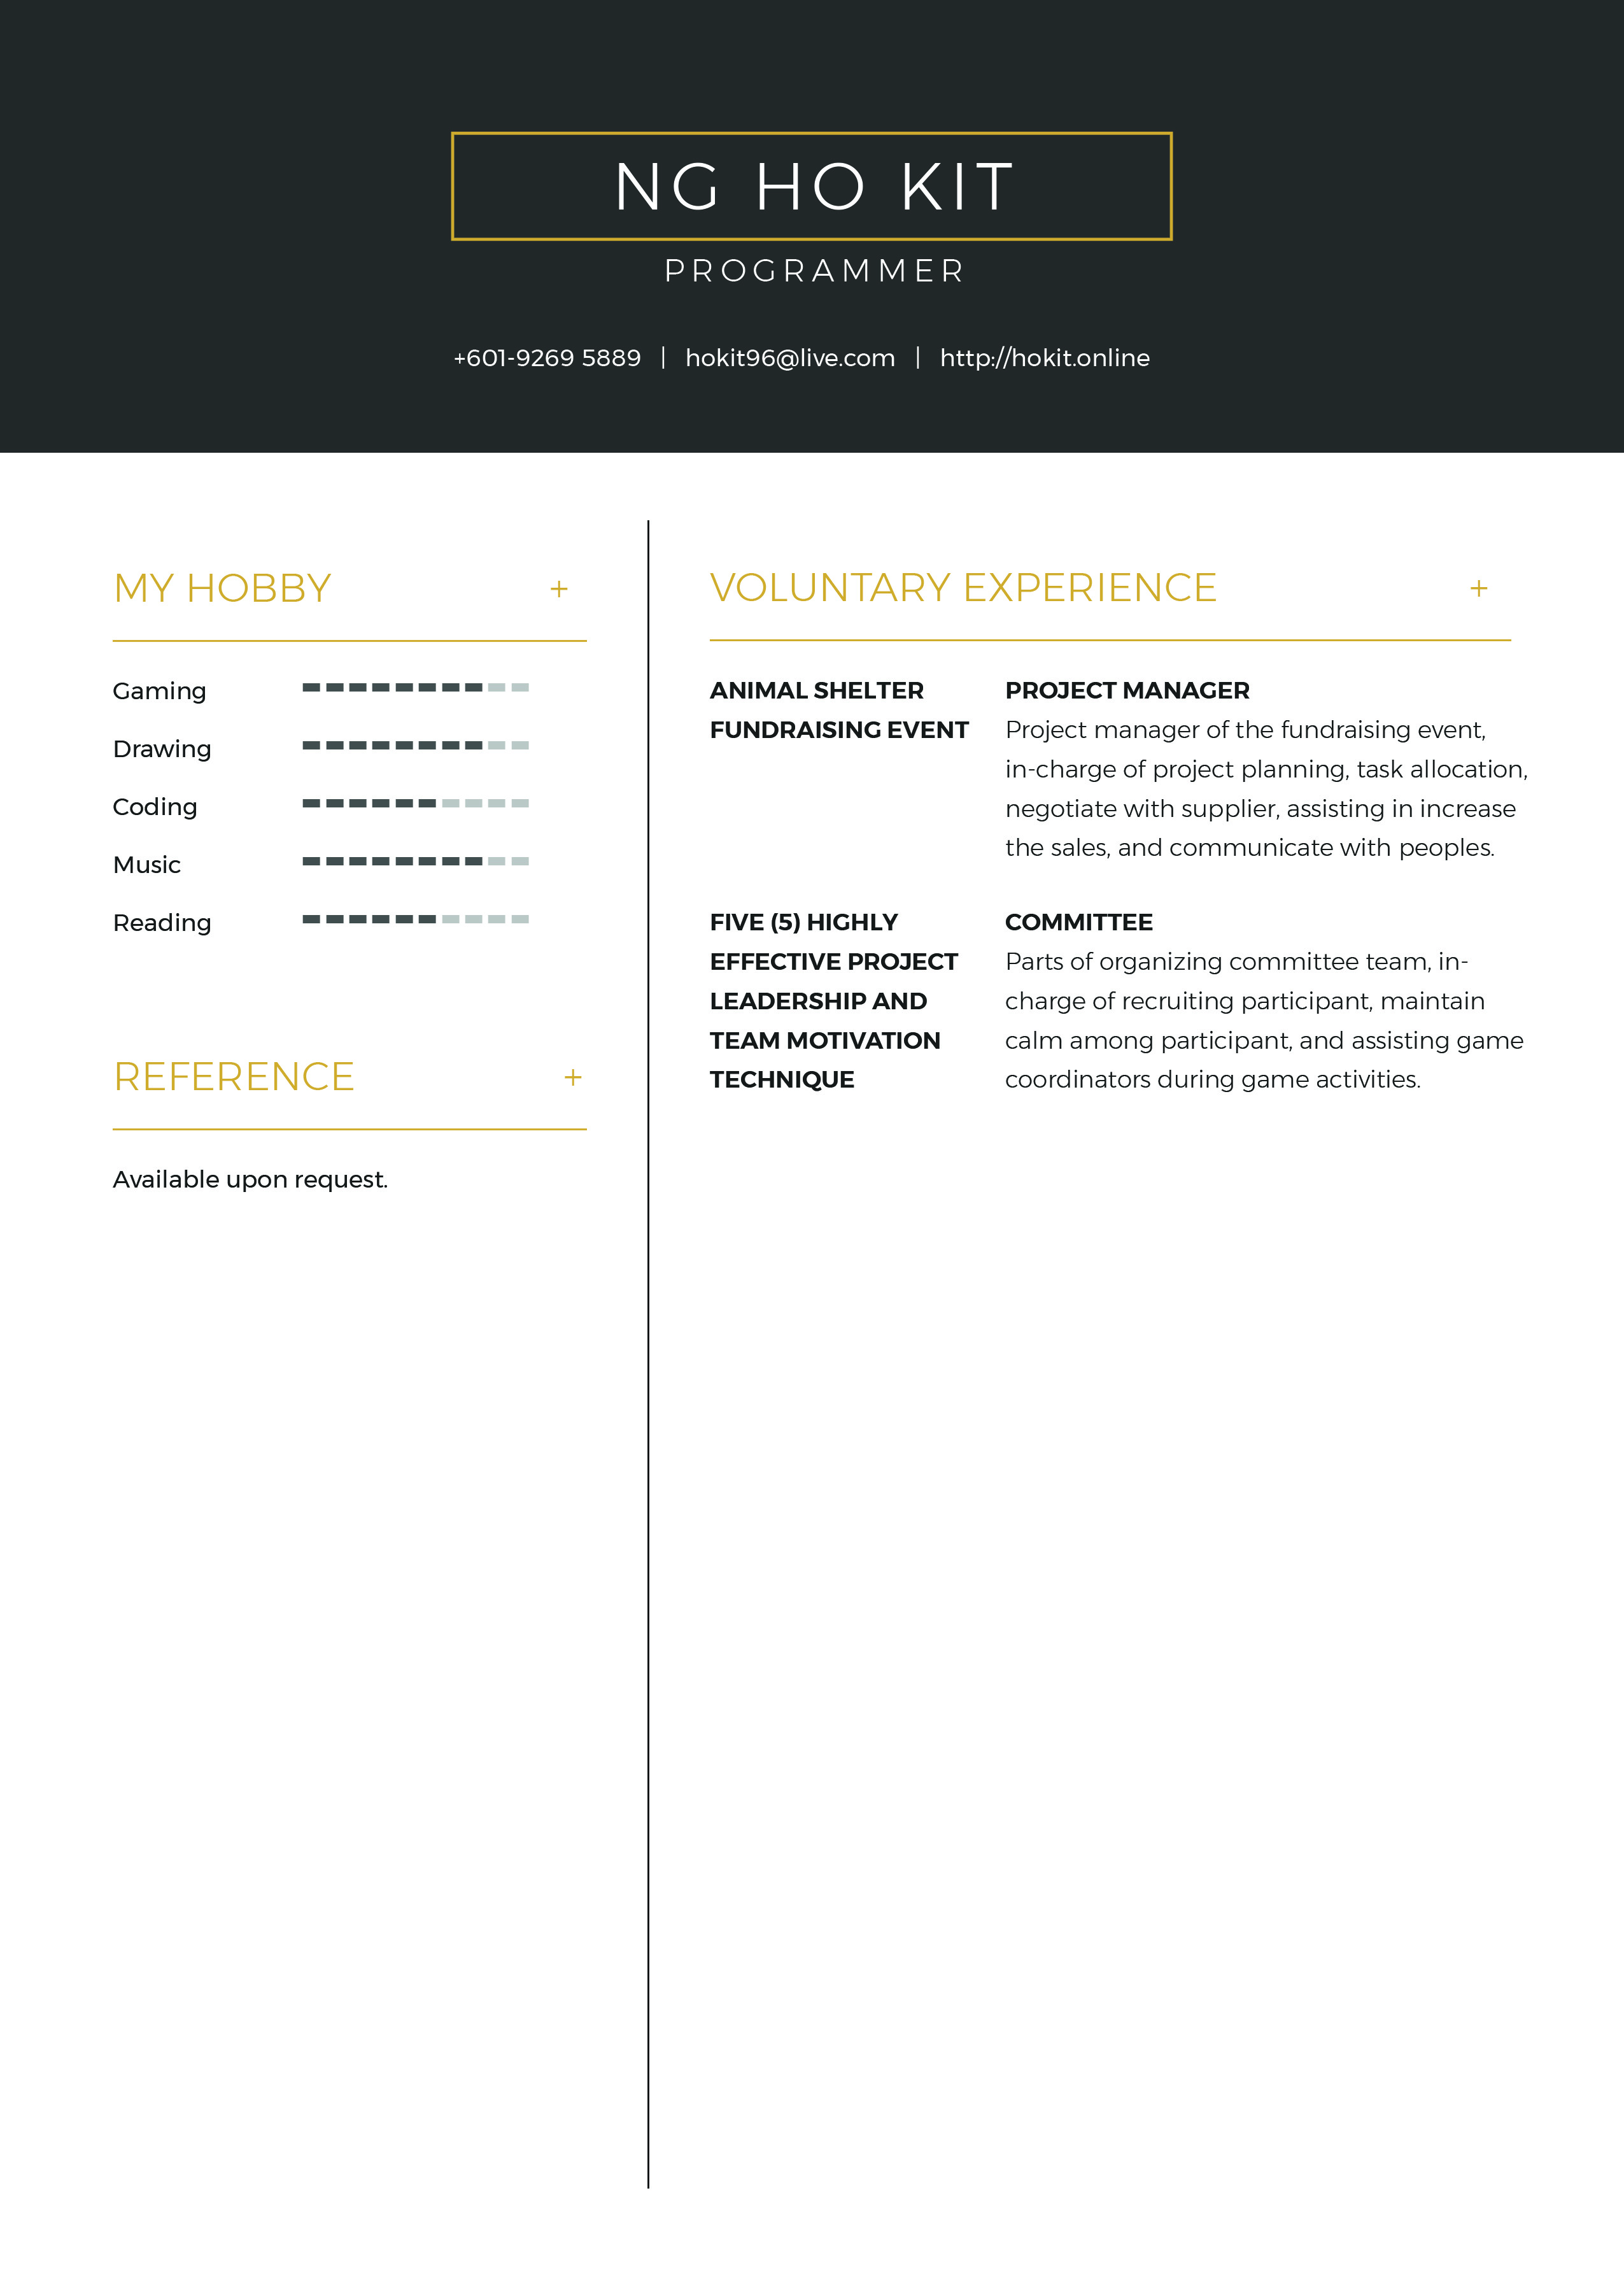 NG HO KIT
PROGRAMMER
+601-9269 5889 | hokit96@live.com | http://hokit.online
MY HOBBY +
Gaming
Drawing
Coding
Music
Reading
REFERENCE +
Available upon request.
VOLUNTARY EXPERIENCE +
ANIMAL SHELTER
FUNDRAISING EVENT
PROJECT MANAGER
Project manager of the fundraising event,
in-charge of project planning, task allocation,
negotiate with supplier, assisting in increase
the sales, and communicate with peoples.
FIVE (5) HIGHLY
EFFECTIVE PROJECT
LEADERSHIP AND
TEAM MOTIVATION
TECHNIQUE
COMMITTEE
Parts of organizing committee team, in-
charge of recruiting participant, maintain
calm among participant, and assisting game
coordinators during game activities.